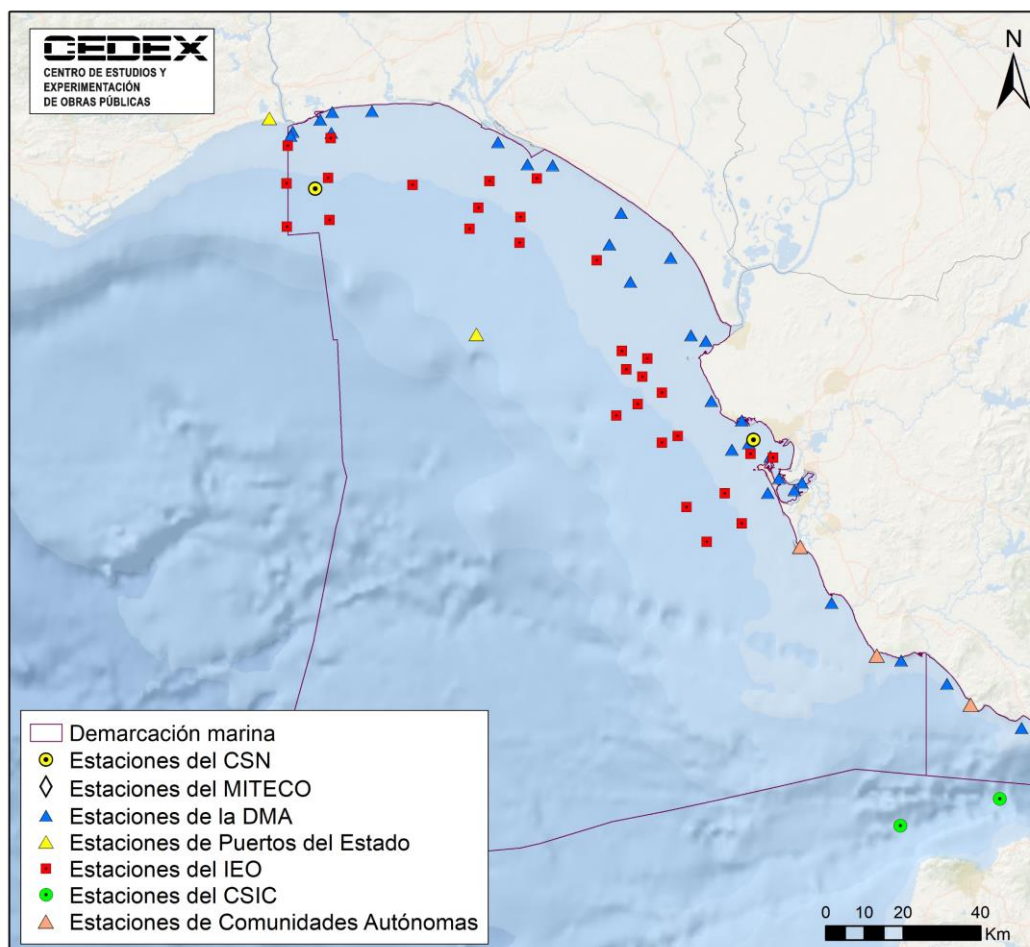 CEDEX
CENTRO DE ESTUDIOS Y
EXPERIMENTACIÓN
DE OBRAS PÚBLICAS
N
Demarcación marina
Estaciones del CSN
Estaciones del MITECO
Estaciones de la DMA
Estaciones de Puertos del Estado
Estaciones del IEO
Estaciones del CSIC
Estaciones de Comunidades Autónomas
0 10 20 40
Km